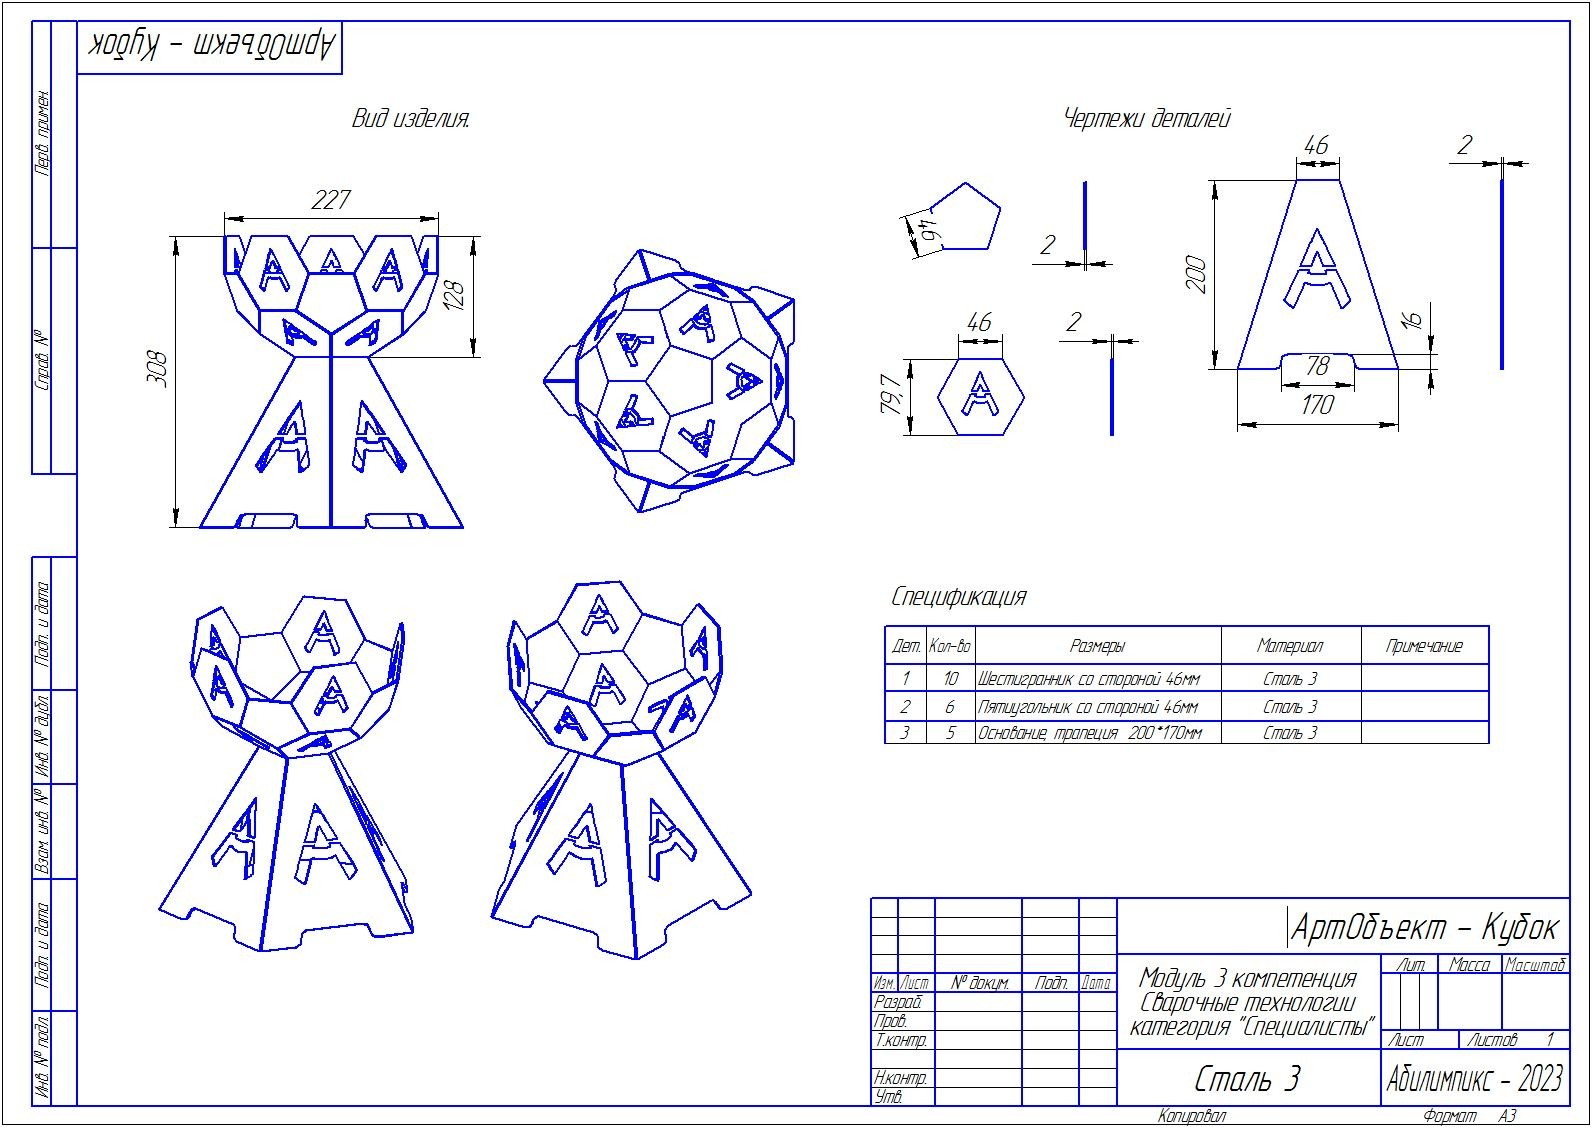 АртОбъект - Кубок
Перв. примен.
Справ. №
Подп. и дата
Инв. № дубл.
Взам. инв. №
Подп. и дата
Инв. № подл.
Вид изделия.
227
308
128
Чертежи деталей
46
2
46
79,7
2
46
200
16
78
170
2
Спецификация
Дет. Кол-во Размеры Материал Примечание
1 10 Шестигранник со стороной 46мм Сталь 3
2 6 Пятиугольник со стороной 46мм Сталь 3
3 5 Основание, трапеция 200*170мм Сталь 3
А
АртОбъект - Кубок
Изм. Лист № докум. Подп. Дата
Разраб.
Пров.
Т.контр.
Н.контр.
Утв.
Модуль 3 компетенция
Сварочные технологии
категория "Специалисты"
Лит. Масса Масштаб
Лист Листов 1
Сталь 3
Абилимпикс - 2023
Копировал Формат А3